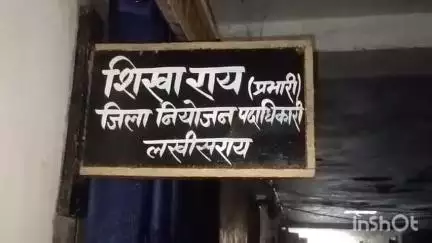 शिखा राय (प्रभारी)
जिला नियोजन पदाधिकारी
लखीसराय
InShOt